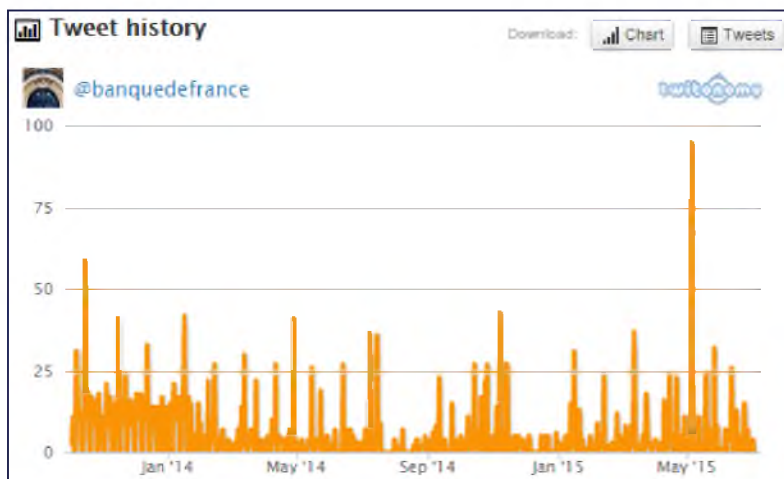 Tweet history
Download: Chart Tweets
@banquedefrance
twitonomy
100
75
50
25
0
Jan '14 May '14 Sep '14 Jan '15 May '15